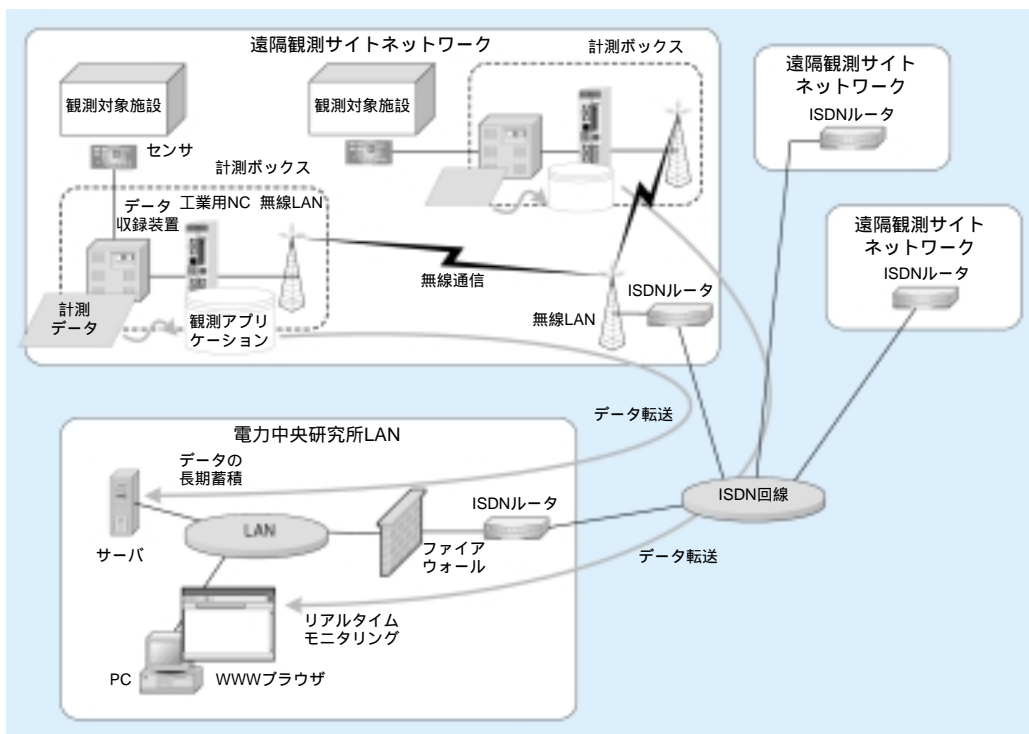 遠隔観測サイトネットワーク
計測ボックス
観測対象施設
観測対象施設
センサ
計測ボックス
データ
収録装置
工業用NC
無線LAN
計測
データ
観測アプリ
ケーション
無線通信
無線LAN
ISDNルータ
遠隔観測サイト
ネットワーク
ISDNルータ
遠隔観測サイト
ネットワーク
ISDNルータ
データ転送
電力中央研究所LAN
データの
長期蓄積
サーバ
LAN
ファイア
ウォール
ISDNルータ
ISDN回線
データ転送
リアルタイム
モニタリング
PC
WWWブラウザ